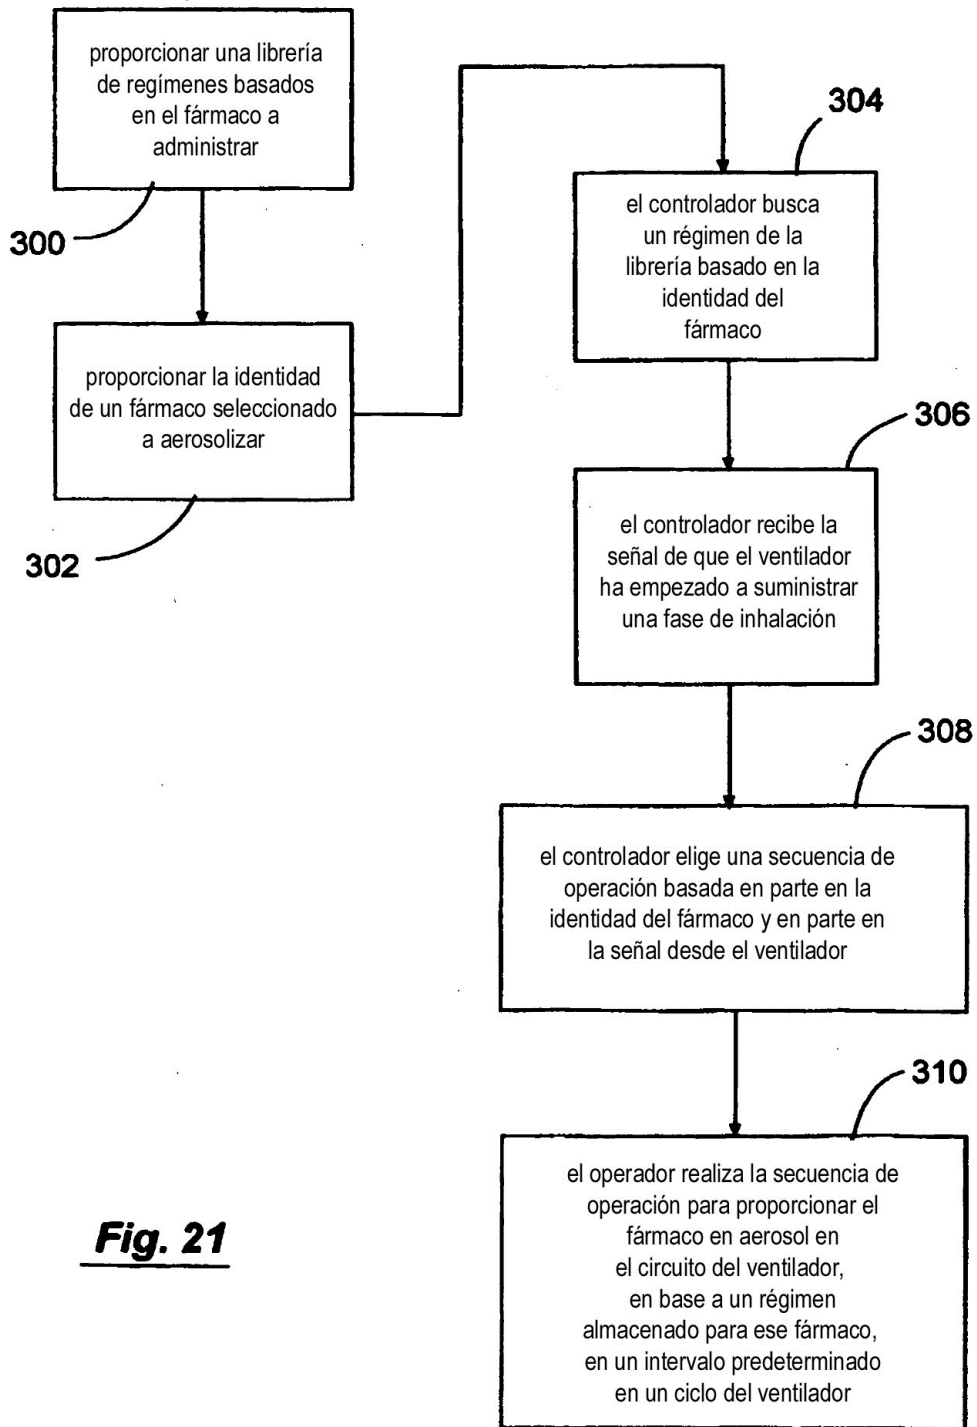 proporcionar una librería
de regímenes basados
en el fármaco a
administrar
300
proporcionar la identidad
de un fármaco seleccionado
a aerosolizar
302
304
el controlador busca
un régimen de la
librería basado en la
identidad del
fármaco
306
el controlador recibe la
señal de que el ventilador
ha empezado a suministrar
una fase de inhalación
308
el controlador elige una secuencia de
operación basada en parte en la
identidad del fármaco y en parte en
la señal desde el ventilador
310
el operador realiza la secuencia de
operación para proporcionar el
fármaco en aerosol en
el circuito del ventilador,
en base a un régimen
almacenado para ese fármaco,
en un intervalo predeterminado
en un ciclo del ventilador
Fig. 21